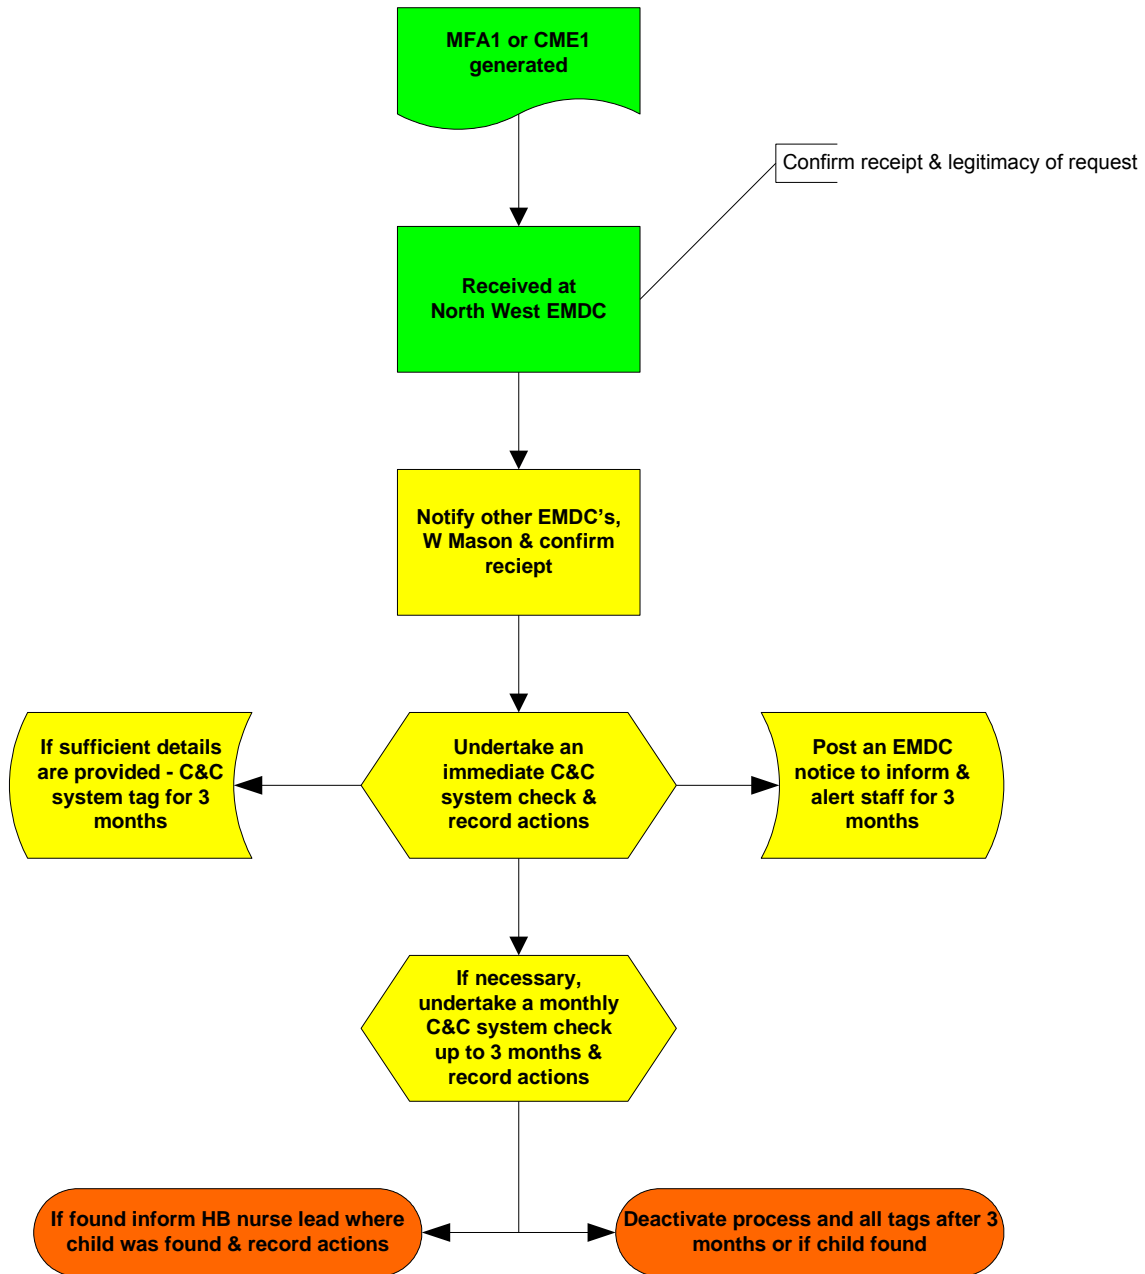 MFA1 or CME1
generated
Confirm receipt & legitimacy of request
Received at
North West EMDC
Notify other EMDC's,
W Mason & confirm
reciept
If sufficient details
are provided - C&C
system tag for 3
months
Undertake an
immediate C&C
system check &
record actions
Post an EMDC
notice to inform &
alert staff for 3
months
If necessary,
undertake a monthly
C&C system check
up to 3 months &
record actions
If found inform HB nurse lead where
child was found & record actions
Deactivate process and all tags after 3
months or if child found